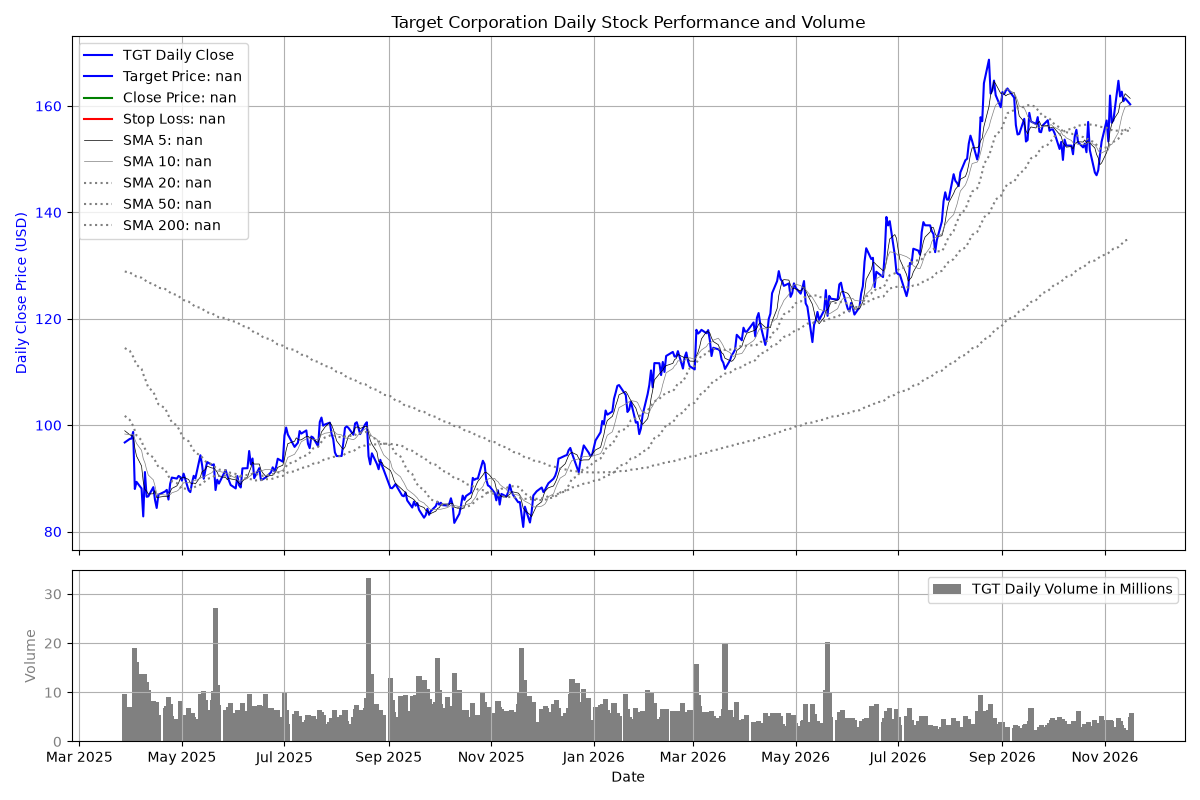 Target Corporation Daily Stock Performance and Volume
TGT Daily Close
Target Price: nan
Close Price: nan
Stop Loss: nan
SMA 5: nan
SMA 10: nan
SMA 20: nan
SMA 50: nan
SMA 200: nan
Daily Close Price (USD)
160
140
120
100
80
TGT Daily Volume in Millions
Volume
30
20
10
0
Mar 2025 May 2025 Jul 2025 Sep 2025 Nov 2025 Jan 2026 Mar 2026 May 2026 Jul 2026 Sep 2026 Nov 2026
Date